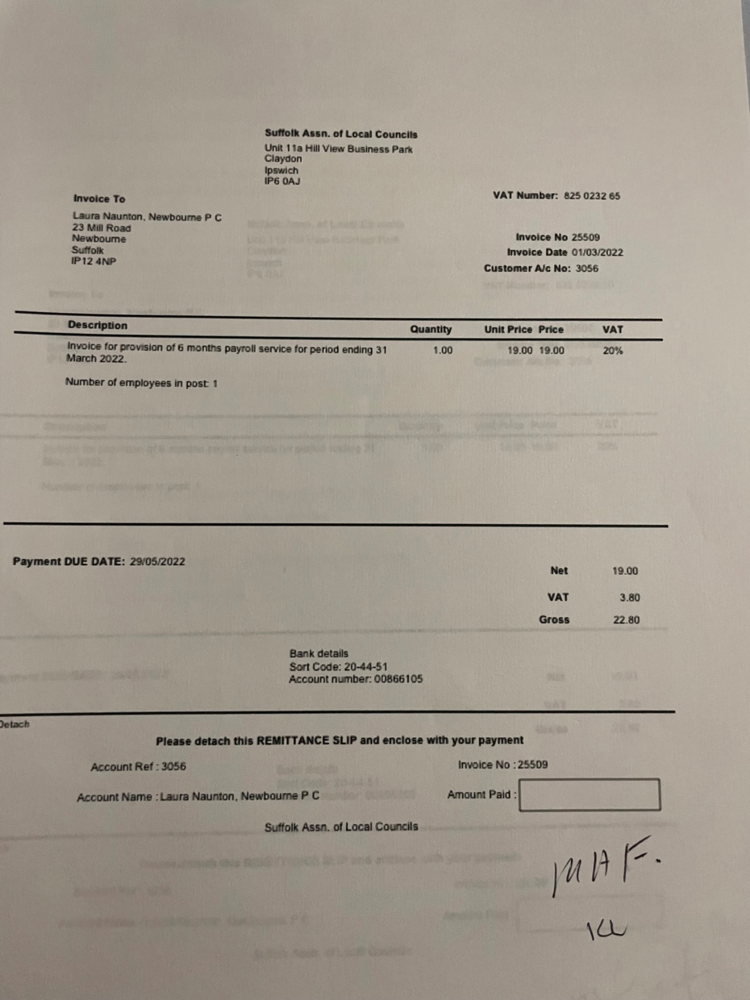 Suffolk Assn. of Local Councils
Unit 11a Hill View Business Park
Claydon
Ipswich
IP6 0AJ
VAT Number: 825 0232 65
Invoice To
Laura Naunton, Newbourne P C
23 Mill Road
Newbourne
Suffolk
IP12 4NP
Invoice No 25509
Invoice Date 01/03/2022
Customer A/c No: 3056
Description Quantity Unit Price Price VAT
Invoice for provision of 6 months payroll service for period ending 31 1.00 19.00 19.00 20%
March 2022.
Number of employees in post: 1
Payment DUE DATE: 29/05/2022
Net 19.00
VAT 3.80
Gross 22.80
Bank details
Sort Code: 20-44-51
Account number: 00866105
Detach
Please detach this REMITTANCE SLIP and enclose with your payment
Account Ref : 3056 Invoice No : 25509
Account Name : Laura Naunton, Newbourne P C Amount Paid :
Suffolk Assn. of Local Councils